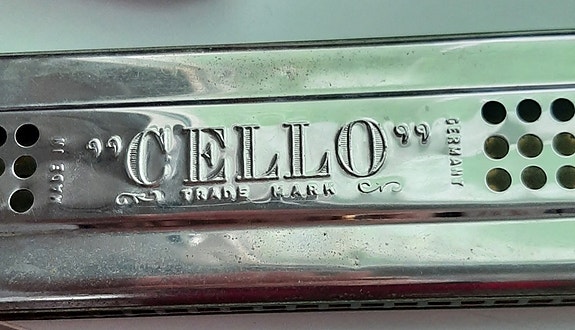 MADE IN
"CELLO"
TRADE MARK
GERMANY